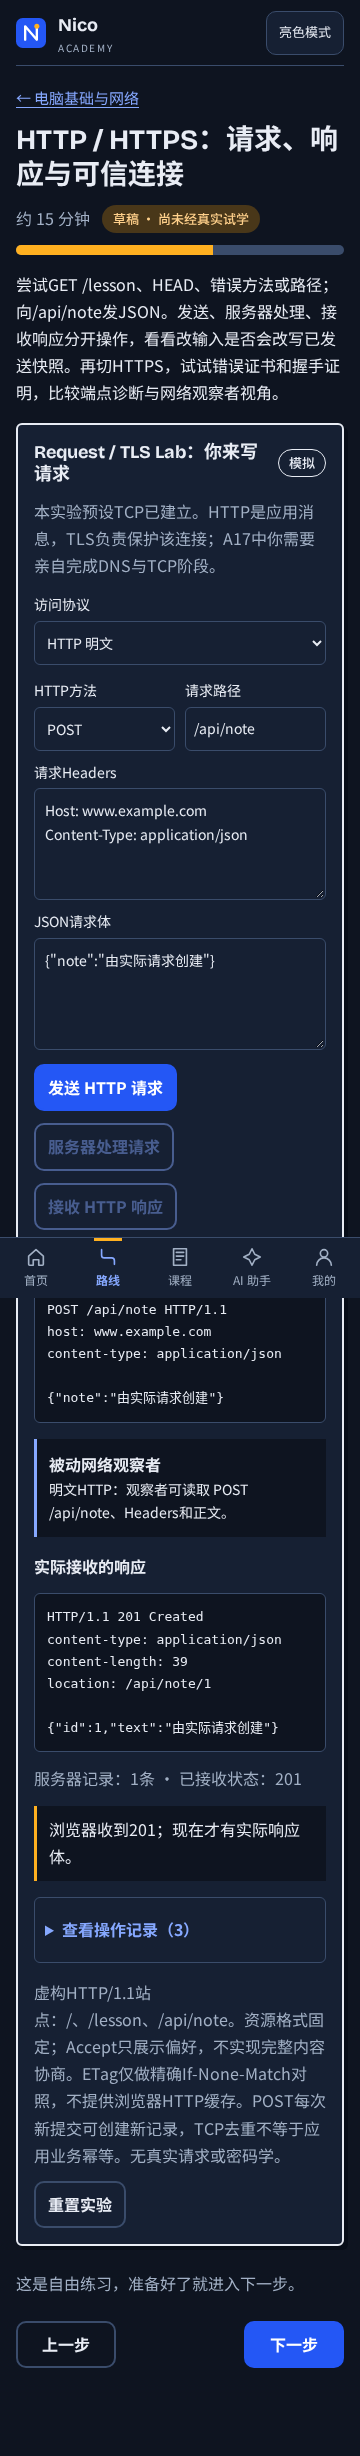 Nico
ACADEMY
亮色模式
← 电脑基础与网络
HTTP / HTTPS：请求、响
应与可信连接
约 15 分钟
草稿 · 尚未经真实试学
尝试GET /lesson、HEAD、错误方法或路径；
向/api/note发JSON。发送、服务器处理、接
收响应分开操作，看看改输入是否会改写已发
送快照。再切HTTPS，试试错误证书和握手证
明，比较端点诊断与网络观察者视角。
Request / TLS Lab：你来写
请求
模拟
本实验预设TCP已建立。HTTP是应用消
息，TLS负责保护该连接；A17中你需要
亲自完成DNS与TCP阶段。
访问协议
HTTP 明文
HTTP方法
请求路径
POST
/api/note
请求Headers
Host: www.example.com
Content-Type: application/json
JSON请求体
{"note":"由实际请求创建"}
发送 HTTP 请求
服务器处理请求
接收 HTTP 响应
首页
路线
课程
AI 助手
我的
POST /api/note HTTP/1.1
host: www.example.com
content-type: application/json
{"note":"由实际请求创建"}
被动网络观察者
明文HTTP：观察者可读取 POST
/api/note、Headers和正文。
实际接收的响应
HTTP/1.1 201 Created
content-type: application/json
content-length: 39
location: /api/note/1
{"id":1,"text":"由实际请求创建"}
服务器记录：1条 · 已接收状态：201
浏览器收到201；现在才有实际响应
体。
▶ 查看操作记录（3）
虚构HTTP/1.1站
点：/、/lesson、/api/note。资源格式固
定；Accept只展示偏好，不实现完整内容
协商。ETag仅做精确If-None-Match对
照，不提供浏览器HTTP缓存。POST每次
新提交可创建新记录，TCP去重不等于应
用业务幂等。无真实请求或密码学。
重置实验
这是自由练习，准备好了就进入下一步。
上一步
下一步